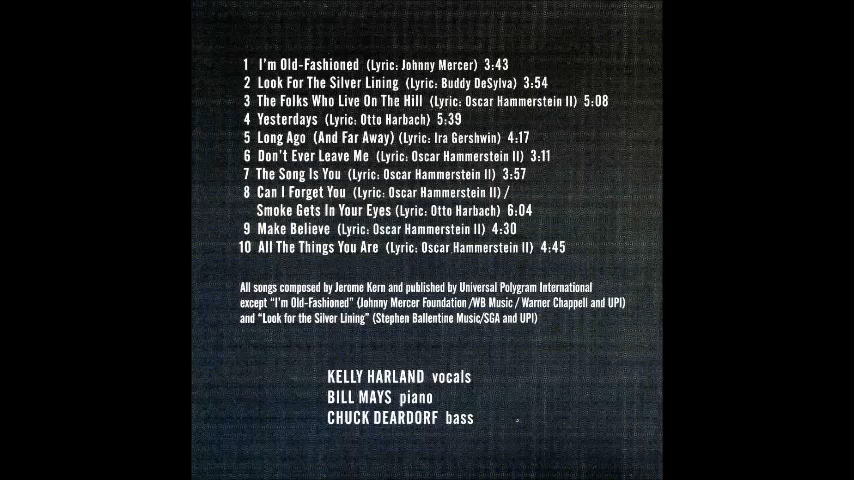 1 I'm Old-Fashioned (Lyric: Johnny Mercer) 3:43
2 Look For The Silver Lining (Lyric: Buddy DeSylva) 3:54
3 The Folks Who Live On The Hill (Lyric: Oscar Hammerstein II) 5:08
4 Yesterdays (Lyric: Otto Harbach) 5:39
5 Long Ago (And Far Away) (Lyric: Ira Gershwin) 4:17
6 Don't Ever Leave Me (Lyric: Oscar Hammerstein II) 3:11
7 The Song Is You (Lyric: Oscar Hammerstein II) 3:57
8 Can I Forget You (Lyric: Oscar Hammerstein II) /
Smoke Gets In Your Eyes (Lyric: Otto Harbach) 6:04
9 Make Believe (Lyric: Oscar Hammerstein II) 4:30
10 All The Things You Are (Lyric: Oscar Hammerstein II) 4:45
All songs composed by Jerome Kern and published by Universal Polygram International
except "I'm Old-Fashioned" (Johnny Mercer Foundation /WB Music / Warner Chappell and UPI)
and "Look for the Silver Lining" (Stephen Ballentine Music/SGA and UPI)
KELLY HARLAND vocals
BILL MAYS piano
CHUCK DEARDORF bass